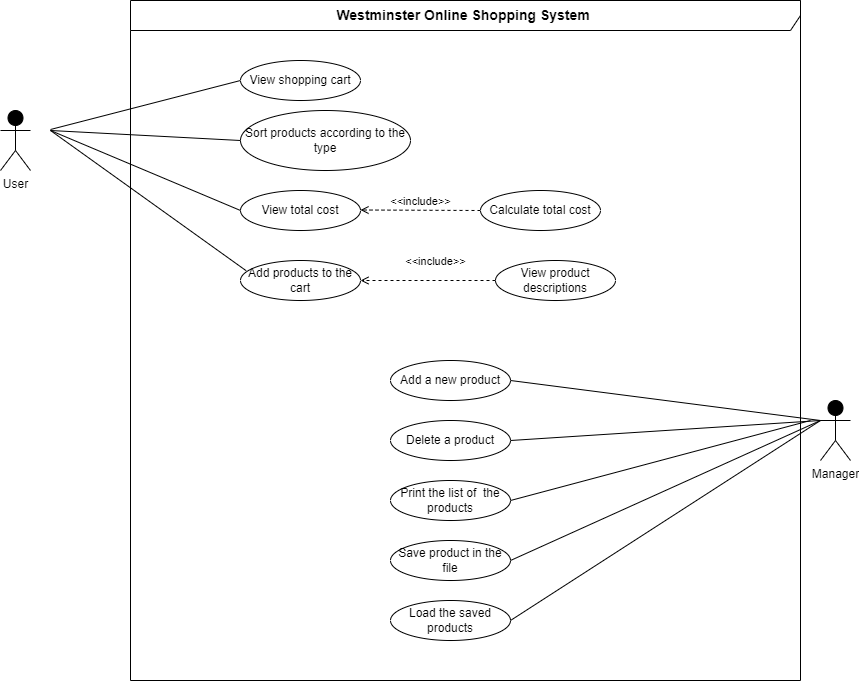 Westminster Online Shopping System
View shopping cart
Sort products according to the
type
User
View total cost
<<include>>
Calculate total cost
Add products to the
cart
<<include>>
View product
descriptions
Add a new product
Delete a product
Manager
Print the list of  the
products
Save product in the
file
Load the saved
products